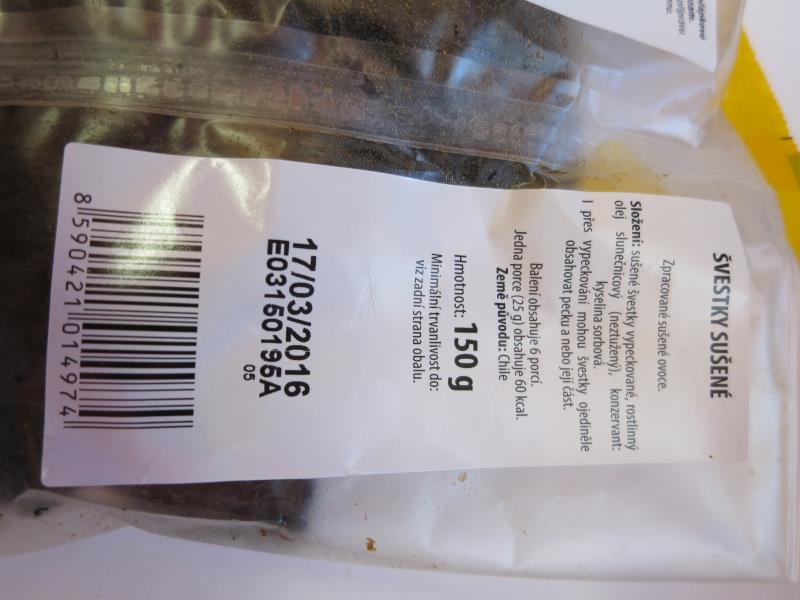 ŠVESTKY SUŠENÉ
Zpracované sušené ovoce.
Složení: sušené švestky vypeckované, rostlinný
olej slunečnicový (neztužený), konzervant:
kyselina sorbová.
I přes vypeckování mohou švestky ojediněle
obsahovat pecku a nebo její část.
Balení obsahuje 6 porcí.
Jedna porce (25 g) obsahuje 60 kcal.
Země původu: Chile
Hmotnost: 150 g
Minimální trvanlivost do:
viz zadní strana obalu.
17/03/2016
E03150195A
05
8 590421 014974